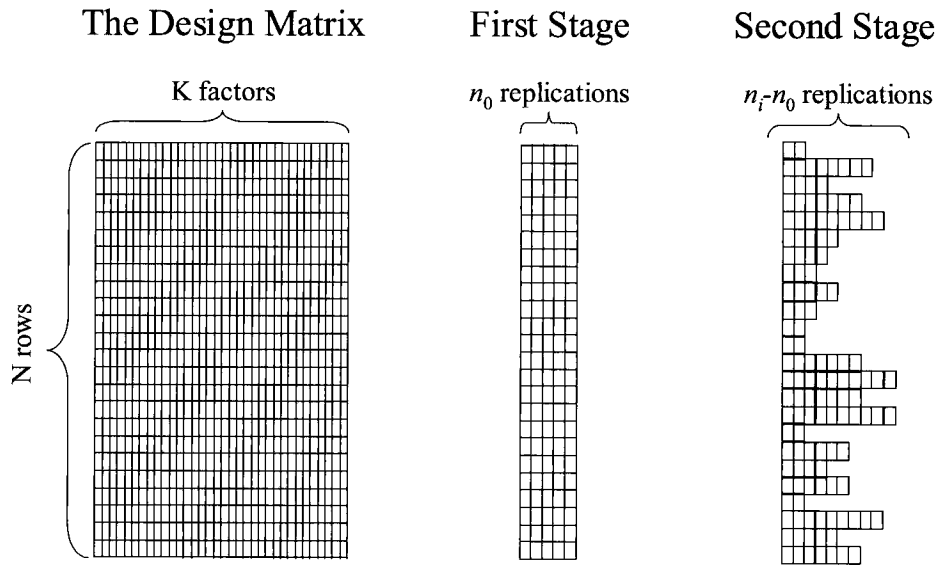 The Design Matrix
First Stage
Second Stage
K factors
n₀ replications
nᵢ-n₀ replications
N rows